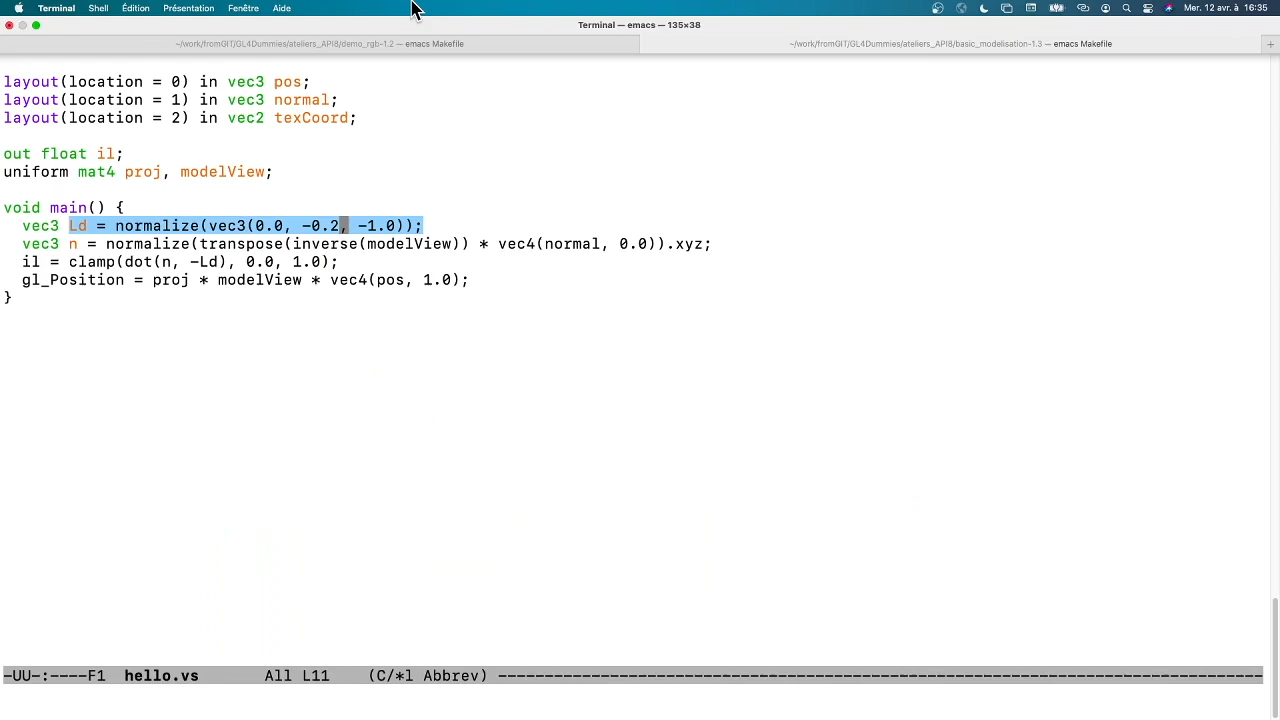 Terminal Shell Édition Présentation Fenêtre Aide Mer. 12 avr. à 16:35
Terminal — emacs — 135×38
~/work/fromGIT/GL4Dummies/ateliers_API8/demo_rgb-1.2 — emacs Makefile ~/work/fromGIT/GL4Dummies/ateliers_API8/basic_modelisation-1.3 — emacs Makefile +
layout(location = 0) in vec3 pos;
layout(location = 1) in vec3 normal;
layout(location = 2) in vec2 texCoord;
out float il;
uniform mat4 proj, modelView;
void main() {
vec3 Ld = normalize(vec3(0.0, -0.2, -1.0));
vec3 n = normalize(transpose(inverse(modelView)) * vec4(normal, 0.0)).xyz;
il = clamp(dot(n, -Ld), 0.0, 1.0);
gl_Position = proj * modelView * vec4(pos, 1.0);
}
-UU-:----F1 hello.vs All L11 (C/*l Abbrev) ----------------------------------------------------------------------------------